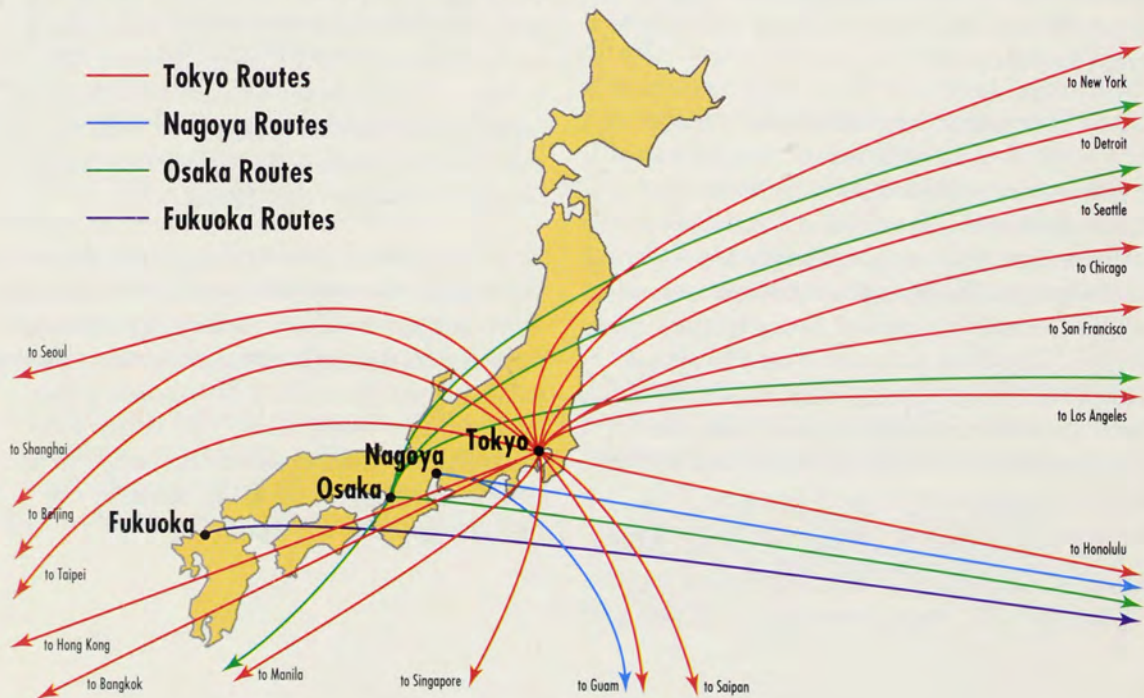 Tokyo Routes
Nagoya Routes
Osaka Routes
Fukuoka Routes
to New York
to Detroit
to Seattle
to Chicago
to San Francisco
to Los Angeles
to Seoul
to Shanghai
to Beijing
to Taipei
Tokyo
Nagoya
Osaka
Fukuoka
to Honolulu
to Hong Kong
to Bangkok
to Manila
to Singapore
to Guam
to Saipan